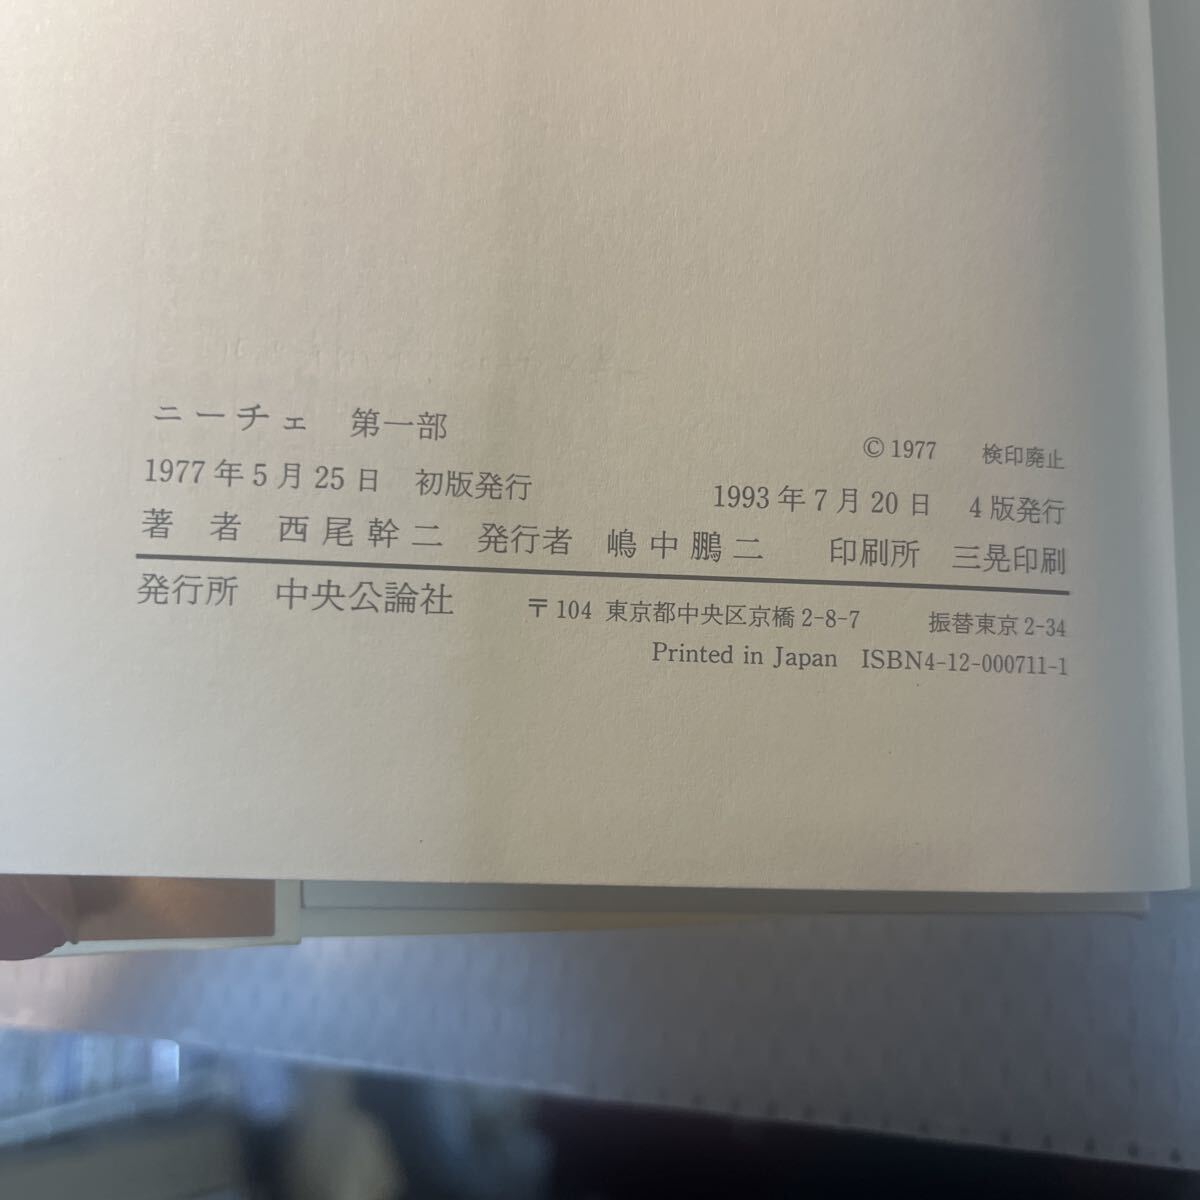 ニーチェ 第一部
© 1977 検印廃止
1977年5月25日 初版発行 1993年7月20日 4版発行
著者 西尾幹二 発行者 嶋中鵬二 印刷所 三晃印刷
発行所 中央公論社 〒104 東京都中央区京橋2-8-7 振替東京2-34
Printed in Japan ISBN4-12-000711-1